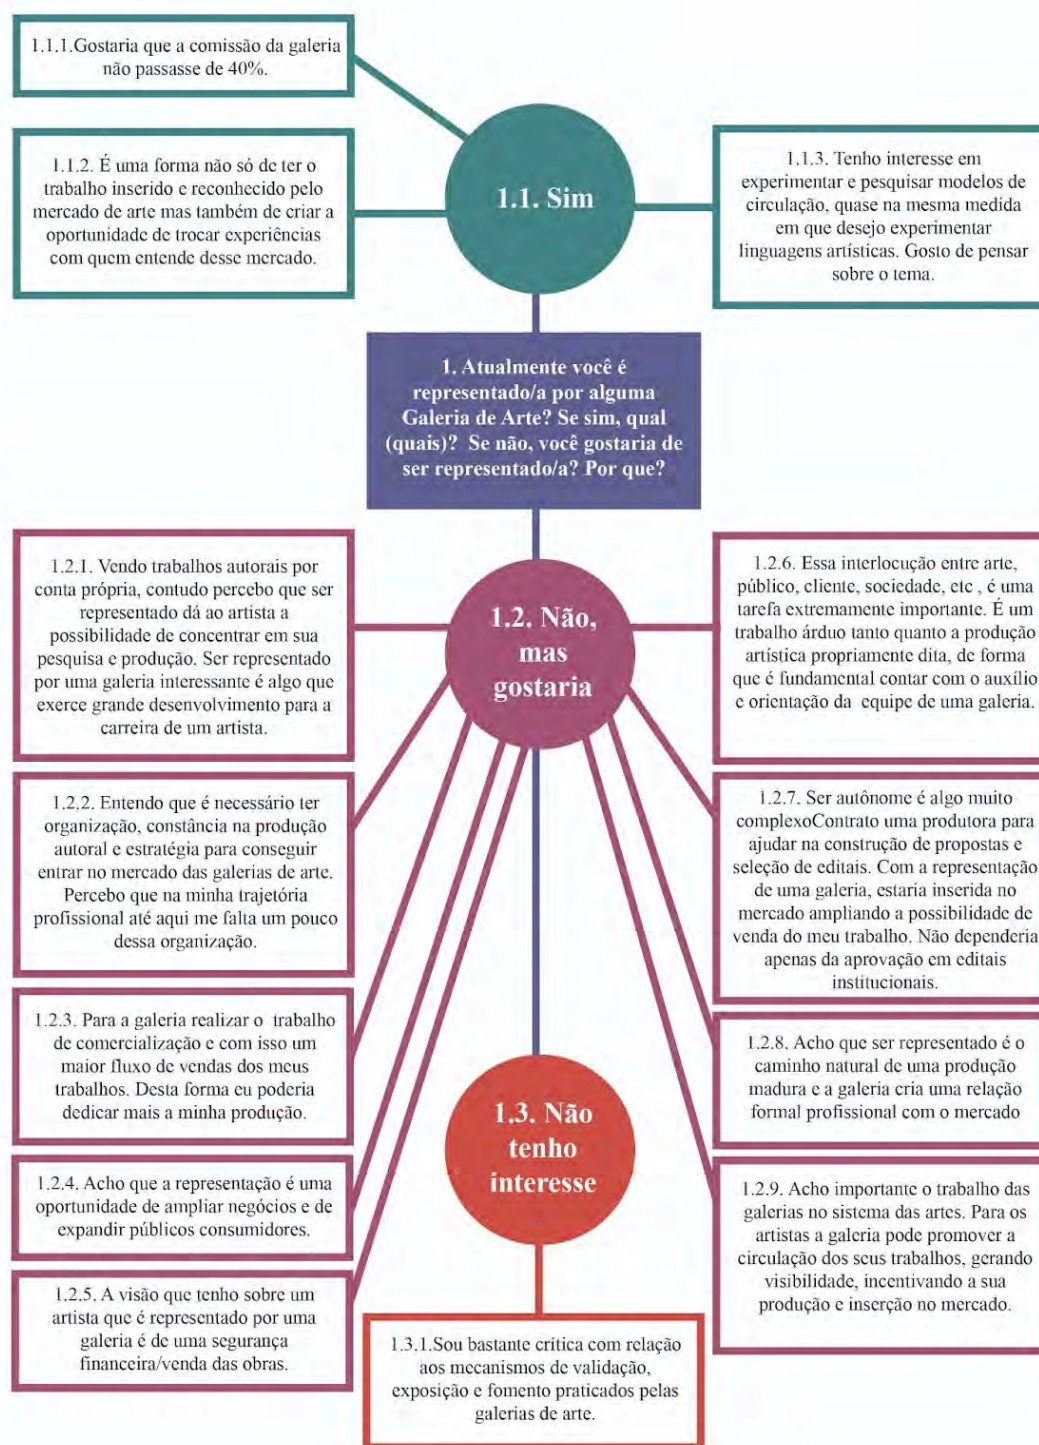 1.1.1.Gostaria que a comissão da galeria
não passasse de 40%.
1.1.2. É uma forma não só de ter o
trabalho inserido e reconhecido pelo
mercado de arte mas também de criar a
oportunidade de trocar experiências
com quem entende desse mercado.
1.1. Sim
1.1.3. Tenho interesse em
experimentar e pesquisar modelos de
circulação, quase na mesma medida
em que desejo experimentar
linguagens artísticas. Gosto de pensar
sobre o tema.
1. Atualmente você é
representado/a por alguma
Galeria de Arte? Se sim, qual
(quais)? Se não, você gostaria de
ser representado/a? Por que?
1.2. Não,
mas
gostaria
1.2.1. Vendo trabalhos autorais por
conta própria, contudo percebo que ser
representado dá ao artista a
possibilidade de concentrar em sua
pesquisa e produção. Ser representado
por uma galeria interessante é algo que
exerce grande desenvolvimento para a
carreira de um artista.
1.2.2. Entendo que é necessário ter
organização, constância na produção
autoral e estratégia para conseguir
entrar no mercado das galerias de arte.
Percebo que na minha trajetória
profissional até aqui me falta um pouco
dessa organização.
1.2.3. Para a galeria realizar o trabalho
de comercialização e com isso um
maior fluxo de vendas dos meus
trabalhos. Desta forma eu poderia
dedicar mais a minha produção.
1.2.4. Acho que a representação é uma
oportunidade de ampliar negócios e de
expandir públicos consumidores.
1.2.5. A visão que tenho sobre um
artista que é representado por uma
galeria é de uma segurança
financeira/venda das obras.
1.2.6. Essa interlocução entre arte,
público, cliente, sociedade, etc , é uma
tarefa extremamente importante. É um
trabalho árduo tanto quanto a produção
artística propriamente dita, de forma
que é fundamental contar com o auxílio
e orientação da equipe de uma galeria.
1.2.7. Ser autônome é algo muito
complexoContrato uma produtora para
ajudar na construção de propostas e
seleção de editais. Com a representação
de uma galeria, estaria inserida no
mercado ampliando a possibilidade de
venda do meu trabalho. Não dependeria
apenas da aprovação em editais
institucionais.
1.2.8. Acho que ser representado é o
caminho natural de uma produção
madura e a galeria cria uma relação
formal profissional com o mercado
1.2.9. Acho importante o trabalho das
galerias no sistema das artes. Para os
artistas a galeria pode promover a
circulação dos seus trabalhos, gerando
visibilidade, incentivando a sua
produção e inserção no mercado.
1.3. Não
tenho
interesse
1.3.1.Sou bastante crítica com relação
aos mecanismos de validação,
exposição e fomento praticados pelas
galerias de arte.